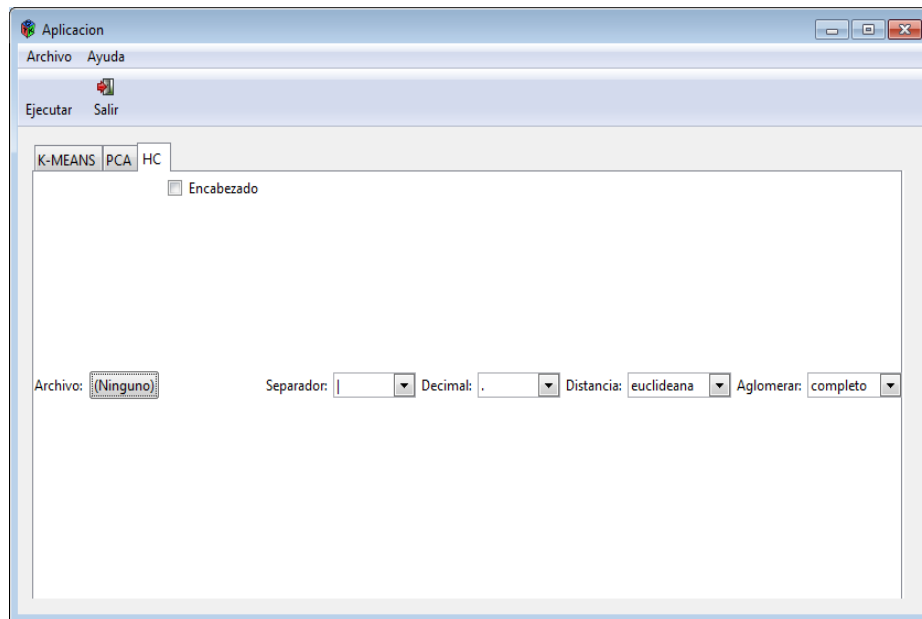 Aplicacion
Archivo Ayuda
Ejecutar Salir
K-MEANS PCA HC
Encabezado
Archivo: (Ninguno) Separador: | Decimal: . Distancia: euclideana Aglomerar: completo